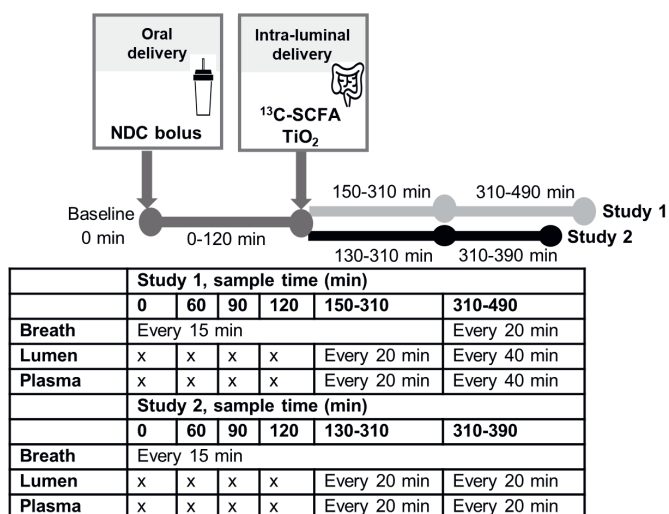 Oral
delivery
NDC bolus
Intra-luminal
delivery
¹³C-SCFA
TiO₂
150-310 min 310-490 min
Study 1
Baseline
0 min
0-120 min
Study 2
130-310 min 310-390 min
Study 1, sample time (min)
0 60 90 120 150-310 310-490
Breath Every 15 min Every 20 min
Lumen x x x x Every 20 min Every 40 min
Plasma x x x x Every 20 min Every 40 min
Study 2, sample time (min)
0 60 90 120 130-310 310-390
Breath Every 15 min
Lumen x x x x Every 20 min Every 20 min
Plasma x x x x Every 20 min Every 20 min